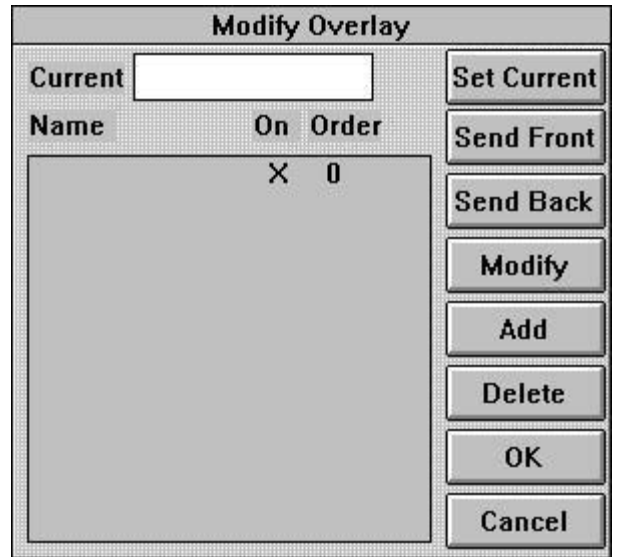 Modify Overlay
Current
Set Current
Name On Order
Send Front
X 0
Send Back
Modify
Add
Delete
OK
Cancel